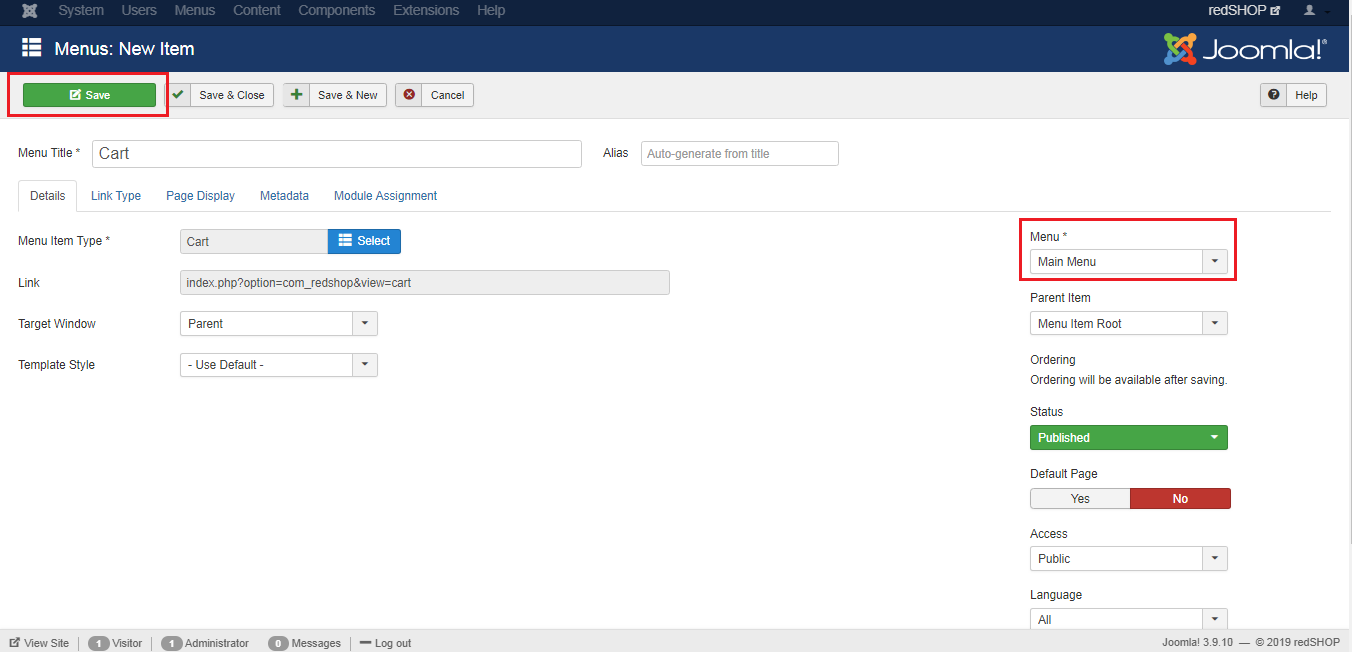 System Users Menus Content Components Extensions Help redSHOP
Menus: New Item Joomla!®
Save Save & Close Save & New Cancel Help
Menu Title * Cart Alias Auto-generate from title
Details Link Type Page Display Metadata Module Assignment
Menu Item Type * Cart Select
Link index.php?option=com_redshop&view=cart
Target Window Parent
Template Style - Use Default -
Menu *
Main Menu
Parent Item
Menu Item Root
Ordering
Ordering will be available after saving.
Status
Published
Default Page
Yes No
Access
Public
Language
All
View Site 1 Visitor 1 Administrator 0 Messages Log out Joomla! 3.9.10 — © 2019 redSHOP